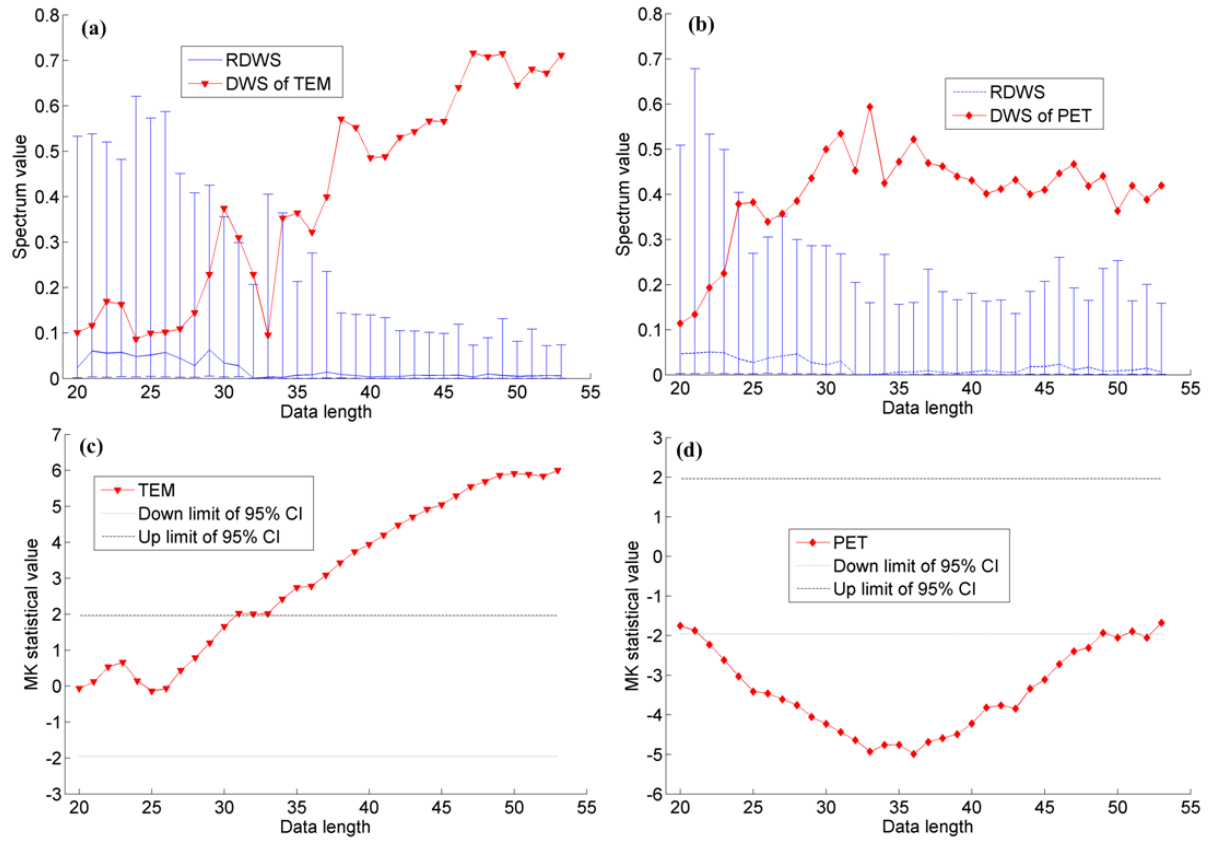 (a)
RDWS
DWS of TEM
Spectrum value
0.8
0.7
0.6
0.5
0.4
0.3
0.2
0.1
0
20 25 30 35 40 45 50 55
Data length
(b)
RDWS
DWS of PET
Spectrum value
0.8
0.7
0.6
0.5
0.4
0.3
0.2
0.1
0
20 25 30 35 40 45 50 55
Data length
(c)
TEM
Down limit of 95% CI
Up limit of 95% CI
MK statistical value
7
6
5
4
3
2
1
0
-1
-2
-3
20 25 30 35 40 45 50 55
Data length
(d)
PET
Down limit of 95% CI
Up limit of 95% CI
MK statistical value
3
2
1
0
-1
-2
-3
-4
-5
-6
20 25 30 35 40 45 50 55
Data length